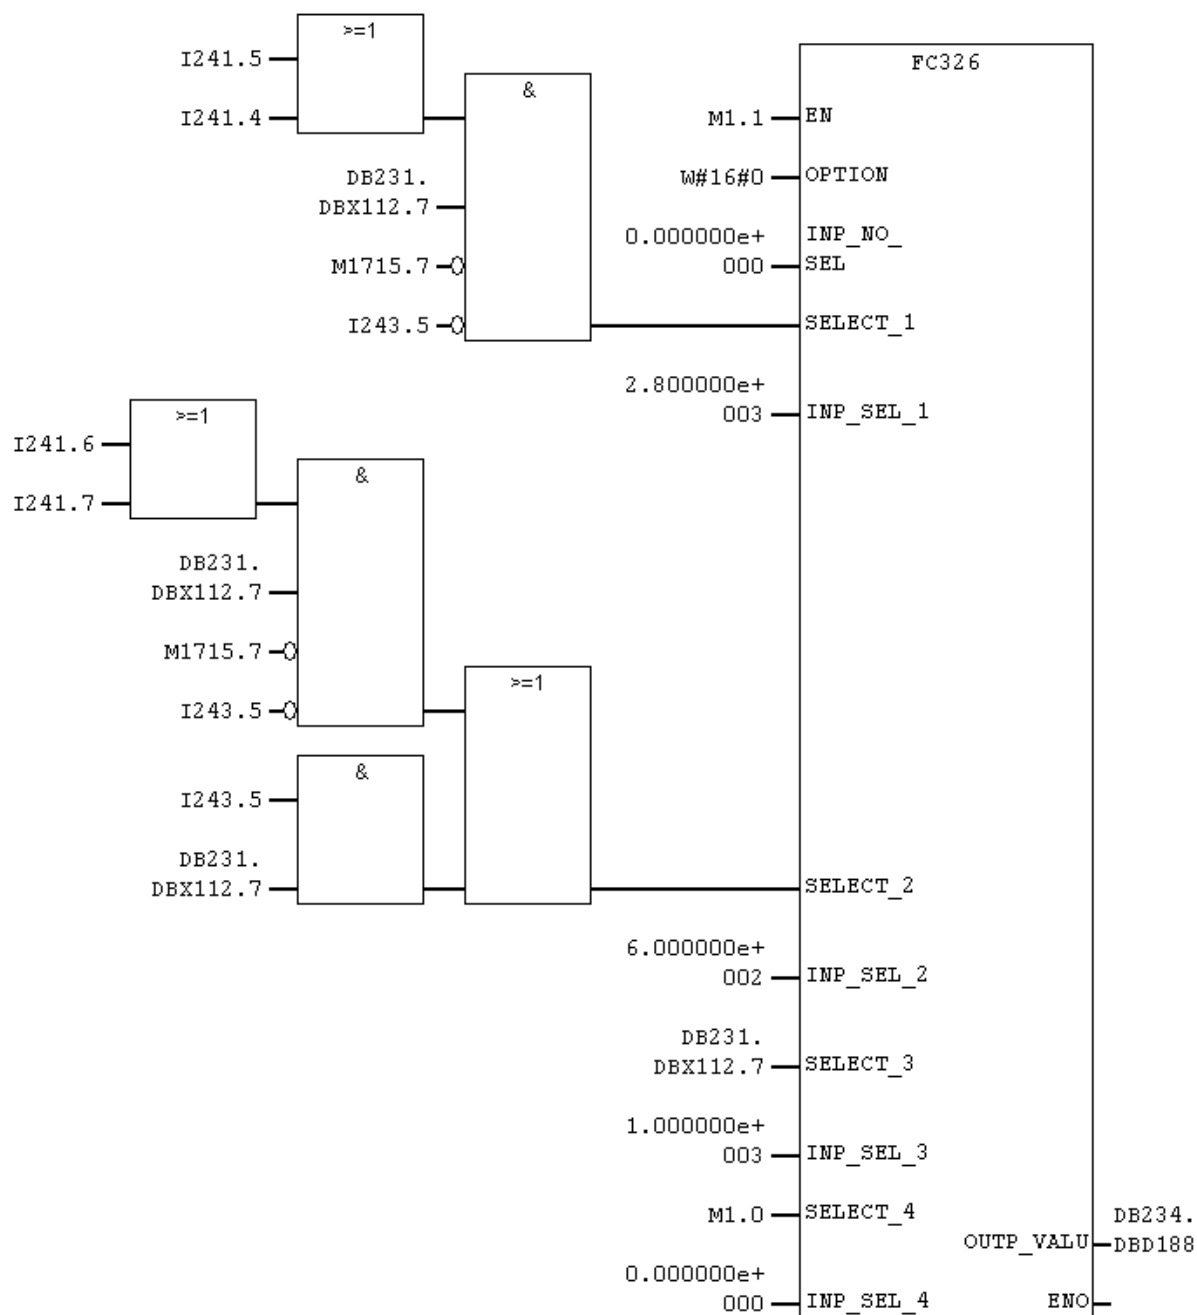 >=1
I241.5
I241.4
&
DB231.
DBX112.7
M1715.7
I243.5
FC326
M1.1
EN
W#16#0
OPTION
0.000000e+
000
INP_NO_
SEL
SELECT_1
2.800000e+
003
INP_SEL_1
>=1
I241.6
I241.7
&
DB231.
DBX112.7
M1715.7
I243.5
>=1
&
I243.5
DB231.
DBX112.7
SELECT_2
6.000000e+
002
INP_SEL_2
DB231.
DBX112.7
SELECT_3
1.000000e+
003
INP_SEL_3
M1.0
SELECT_4
OUTP_VALU
DB234.
DBD188
0.000000e+
000
INP_SEL_4
ENO